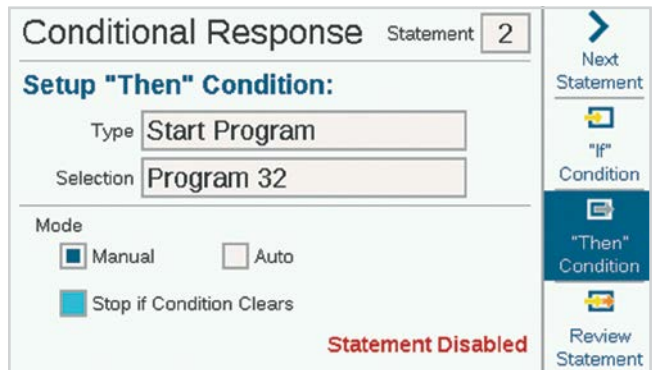 Conditional Response Statement 2
Setup "Then" Condition:
Type Start Program
Selection Program 32
Mode
Manual Auto
Stop if Condition Clears
Statement Disabled
Next
Statement
"If"
Condition
"Then"
Condition
Review
Statement